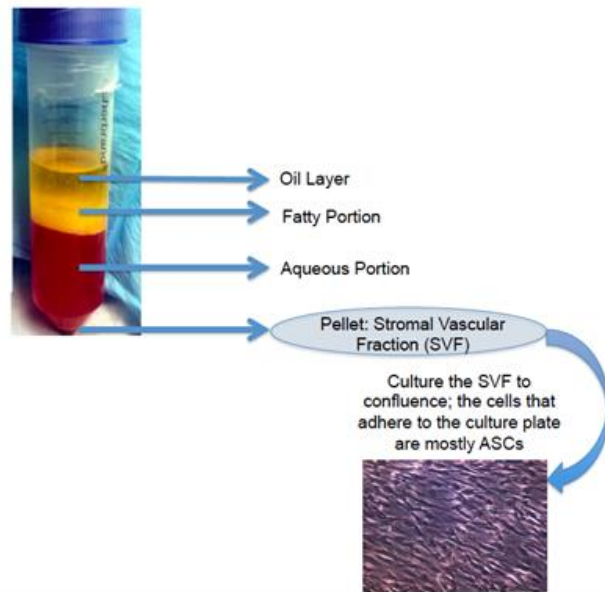 Oil Layer
Fatty Portion
Aqueous Portion
Pellet: Stromal Vascular
Fraction (SVF)
Culture the SVF to
confluence; the cells that
adhere to the culture plate
are mostly ASCs